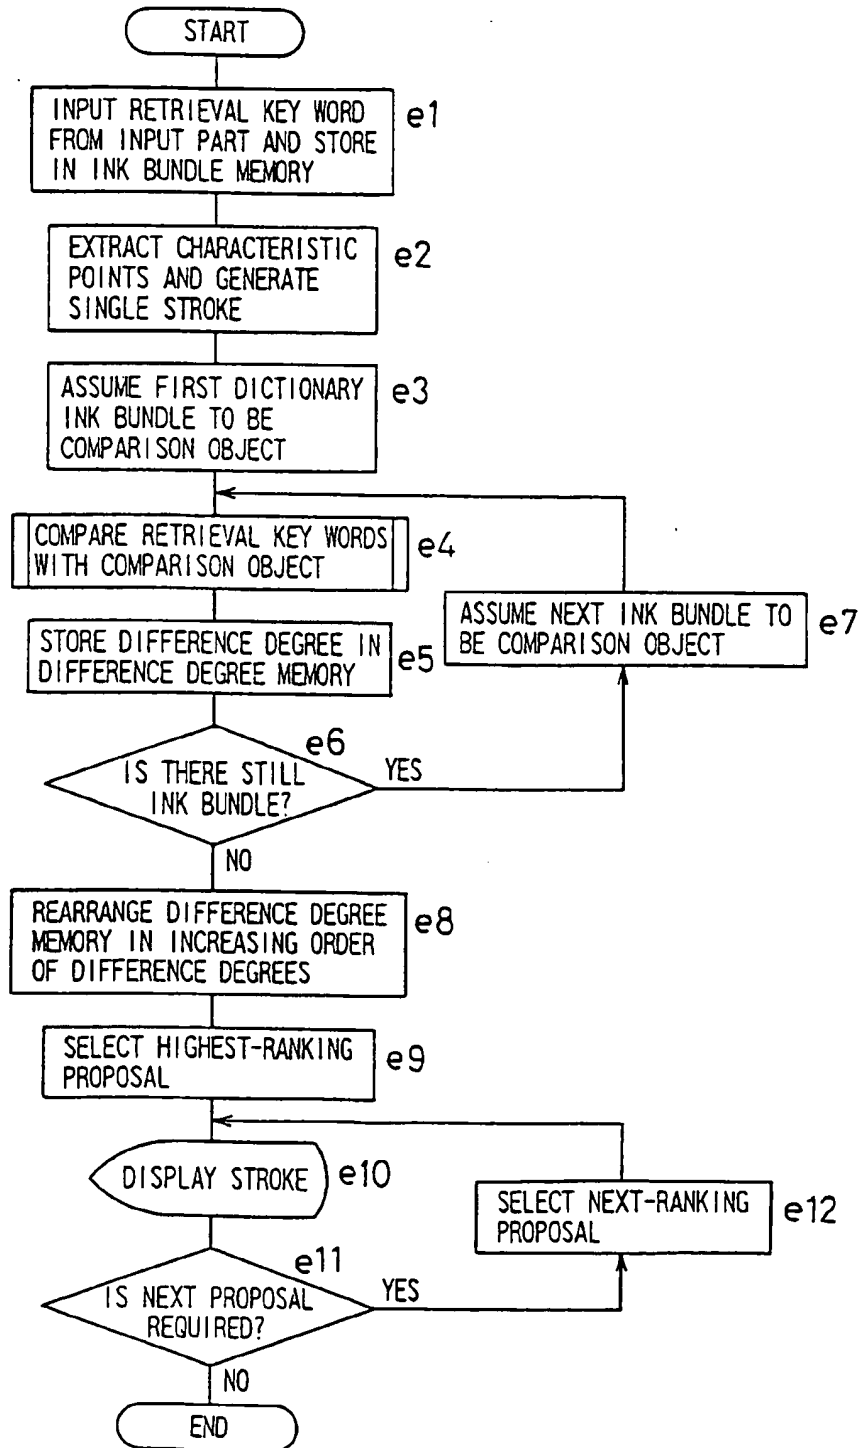 START
INPUT RETRIEVAL KEY WORD
FROM INPUT PART AND STORE
IN INK BUNDLE MEMORY
e1
EXTRACT CHARACTERISTIC
POINTS AND GENERATE
SINGLE STROKE
e2
ASSUME FIRST DICTIONARY
INK BUNDLE TO BE
COMPARISON OBJECT
e3
COMPARE RETRIEVAL KEY WORDS
WITH COMPARISON OBJECT
e4
ASSUME NEXT INK BUNDLE TO
BE COMPARISON OBJECT
e7
STORE DIFFERENCE DEGREE IN
DIFFERENCE DEGREE MEMORY
e5
e6
IS THERE STILL
INK BUNDLE?
YES
NO
REARRANGE DIFFERENCE DEGREE
MEMORY IN INCREASING ORDER
OF DIFFERENCE DEGREES
e8
SELECT HIGHEST-RANKING
PROPOSAL
e9
DISPLAY STROKE
e10
SELECT NEXT-RANKING
PROPOSAL
e12
e11
IS NEXT PROPOSAL
REQUIRED?
YES
NO
END